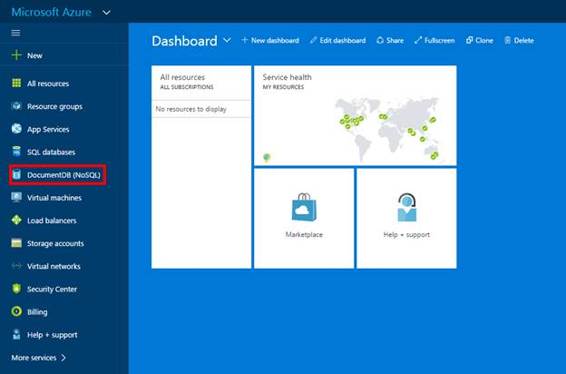 Microsoft Azure
Dashboard
+ New dashboard
Edit dashboard
Share
Fullscreen
Clone
Delete
+ New
All resources
Resource groups
App Services
SQL databases
DocumentDB (NoSQL)
Virtual machines
Load balancers
Storage accounts
Virtual networks
Security Center
Billing
Help + support
More services >
All resources
ALL SUBSCRIPTIONS
No resources to display
Service health
MY RESOURCES
Marketplace
Help + support